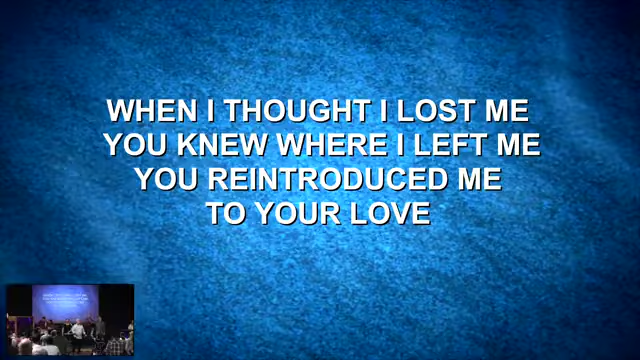 WHEN I THOUGHT I LOST ME
YOU KNEW WHERE I LEFT ME
YOU REINTRODUCED ME
TO YOUR LOVE